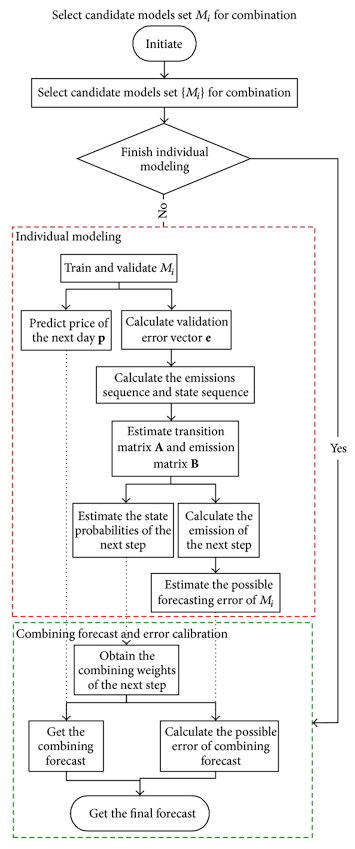 Select candidate models set Mi for combination
Initiate
Select candidate models set {Mi} for combination
Finish individual
modeling
No
Yes
Individual modeling
Train and validate Mi
Predict price of
the next day p
Calculate validation
error vector e
Calculate the emissions
sequence and state sequence
Estimate transition
matrix A and emission
matrix B
Estimate the state
probabilities of the
next step
Calculate the
emission of
the next step
Estimate the possible
forecasting error of Mi
Combining forecast and error calibration
Obtain the
combining weights
of the next step
Get the
combining
forecast
Calculate the possible
error of combining
forecast
Get the final forecast